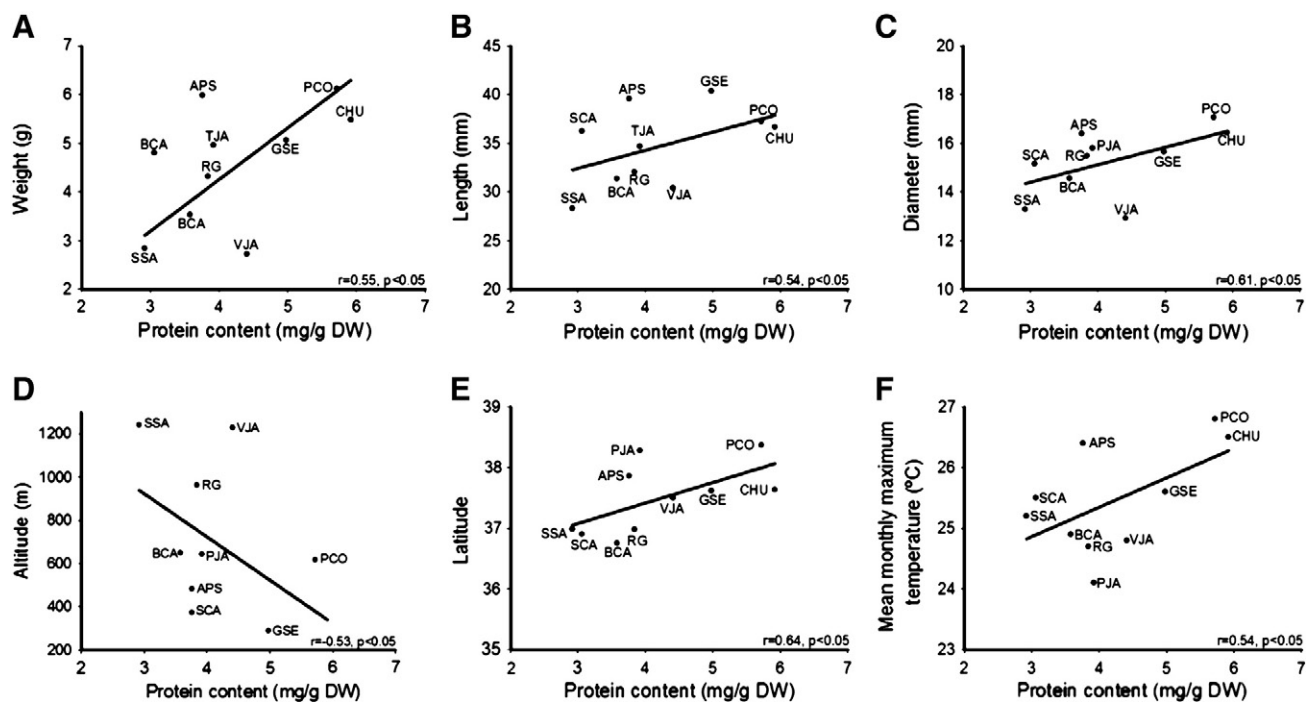 A
7
6
5
4
3
2
Weight (g)
APS
PCO
CHU
BCA
TJA
GSE
RG
BCA
SSA
VJA
r=0.55, p<0.05
2 3 4 5 6 7
Protein content (mg/g DW)
B
45
40
35
30
25
20
Length (mm)
APS
GSE
SCA
PCO
TJA
CHU
BCA
RG
SSA
VJA
r=0.54, p<0.05
2 3 4 5 6 7
Protein content (mg/g DW)
C
20
18
16
14
12
10
Diameter (mm)
PCO
APS
PJA
RG
CHU
SCA
GSE
BCA
SSA
VJA
r=0.61, p<0.05
2 3 4 5 6 7
Protein content (mg/g DW)
D
1200
1000
800
600
400
200
Altitude (m)
SSA
VJA
RG
BCA
PJA
PCO
APS
SCA
GSE
r=-0.53, p<0.05
2 3 4 5 6 7
Protein content (mg/g DW)
E
39
38
37
36
35
Latitude
PJA
PCO
APS
VJA
GSE
CHU
SSA
SCA
BCA
RG
r=0.64, p<0.05
2 3 4 5 6 7
Protein content (mg/g DW)
F
27
26
25
24
23
Mean monthly maximum
temperature (ºC)
PCO
APS
CHU
SCA
GSE
SSA
BCA
RG
VJA
PJA
r=0.54, p<0.05
2 3 4 5 6 7
Protein content (mg/g DW)